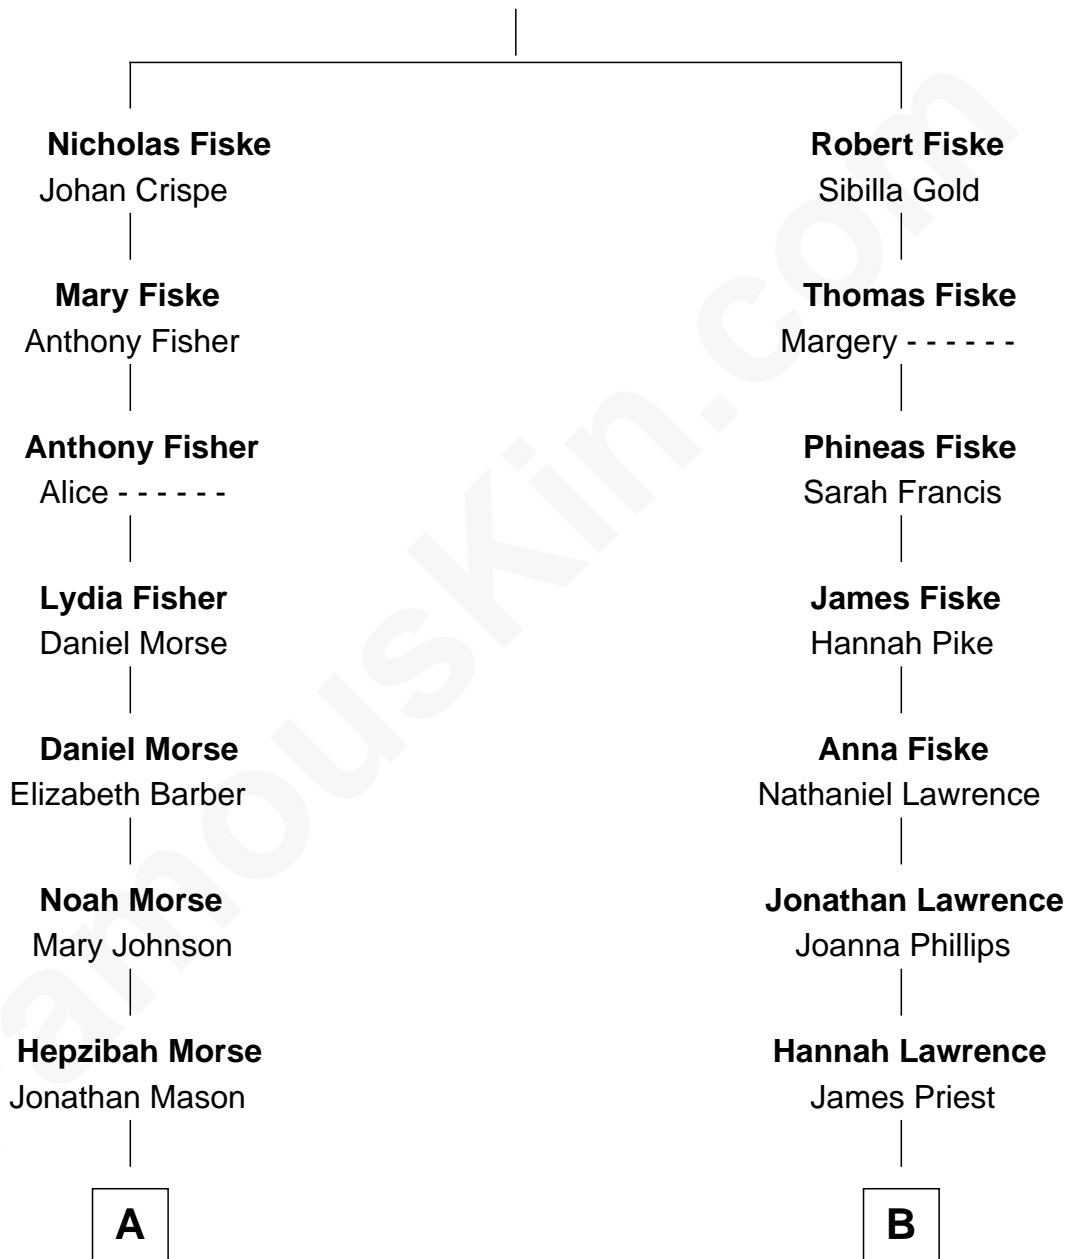 Nicholas Fiske
Johan Crispe
Robert Fiske
Sibilla Gold
Mary Fiske
Anthony Fisher
Thomas Fiske
Margery - - - - - -
Anthony Fisher
Alice - - - - - -
Phineas Fiske
Sarah Francis
Lydia Fisher
Daniel Morse
James Fiske
Hannah Pike
Daniel Morse
Elizabeth Barber
Anna Fiske
Nathaniel Lawrence
Noah Morse
Mary Johnson
Jonathan Lawrence
Joanna Phillips
Hepzibah Morse
Jonathan Mason
Hannah Lawrence
James Priest
A
B
amousKin.com